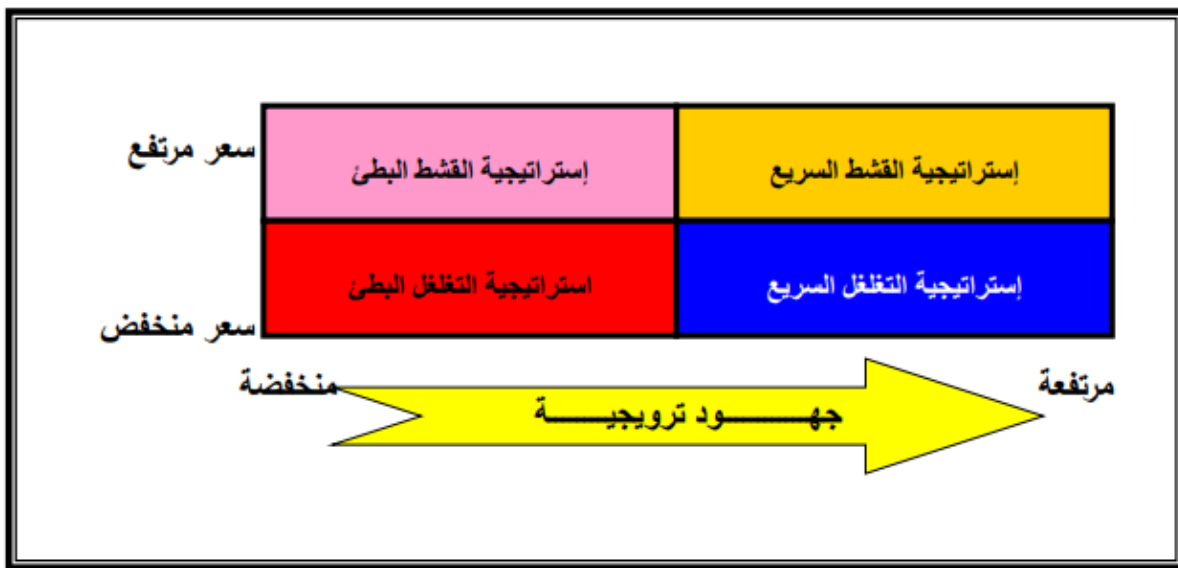 سعر مرتفع
إستراتيجية القشط السريع
إستراتيجية القشط البطئ
إستراتيجية التغلغل السريع
استراتيجية التغلغل البطئ
سعر منخفض
مرتفعة
منخفضة
جهـــــــود ترويجيــــــة